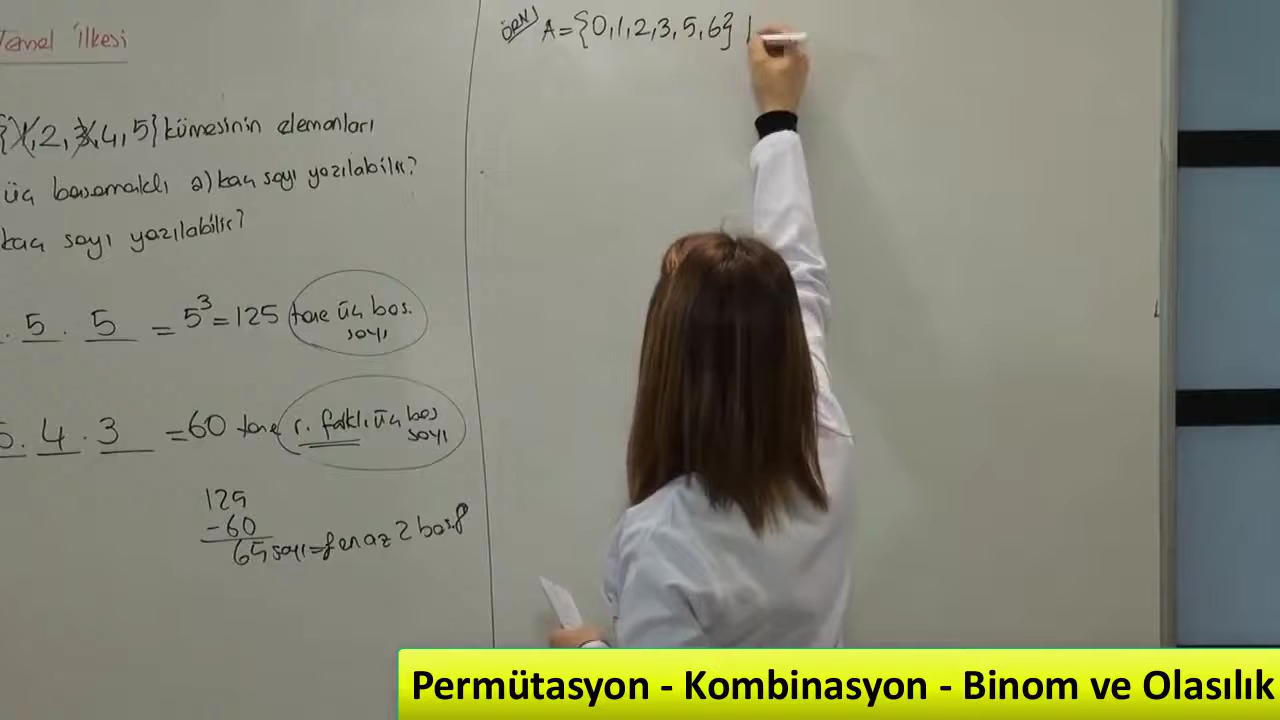 Temel İlkesi
{1,2,3,4,5} kümesinin elemanları
üç basamaklı a) kaç sayı yazılabilir?
kaç sayı yazılabilir?
. 5 . 5 = 5³ = 125 tane üç bas. sayı
5 . 4 . 3 = 60 tane r. farklı üç bas sayı
125
-60
65 sayı = en az 2 bas.
ÖRN
A = {0,1,2,3,5,6}
Permütasyon - Kombinasyon - Binom ve Olasılık